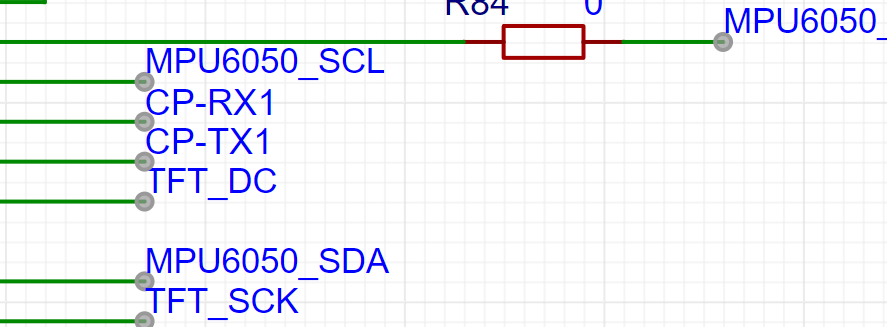 R84 0
MPU6050_
MPU6050_SCL
CP-RX1
CP-TX1
TFT_DC
MPU6050_SDA
TFT_SCK